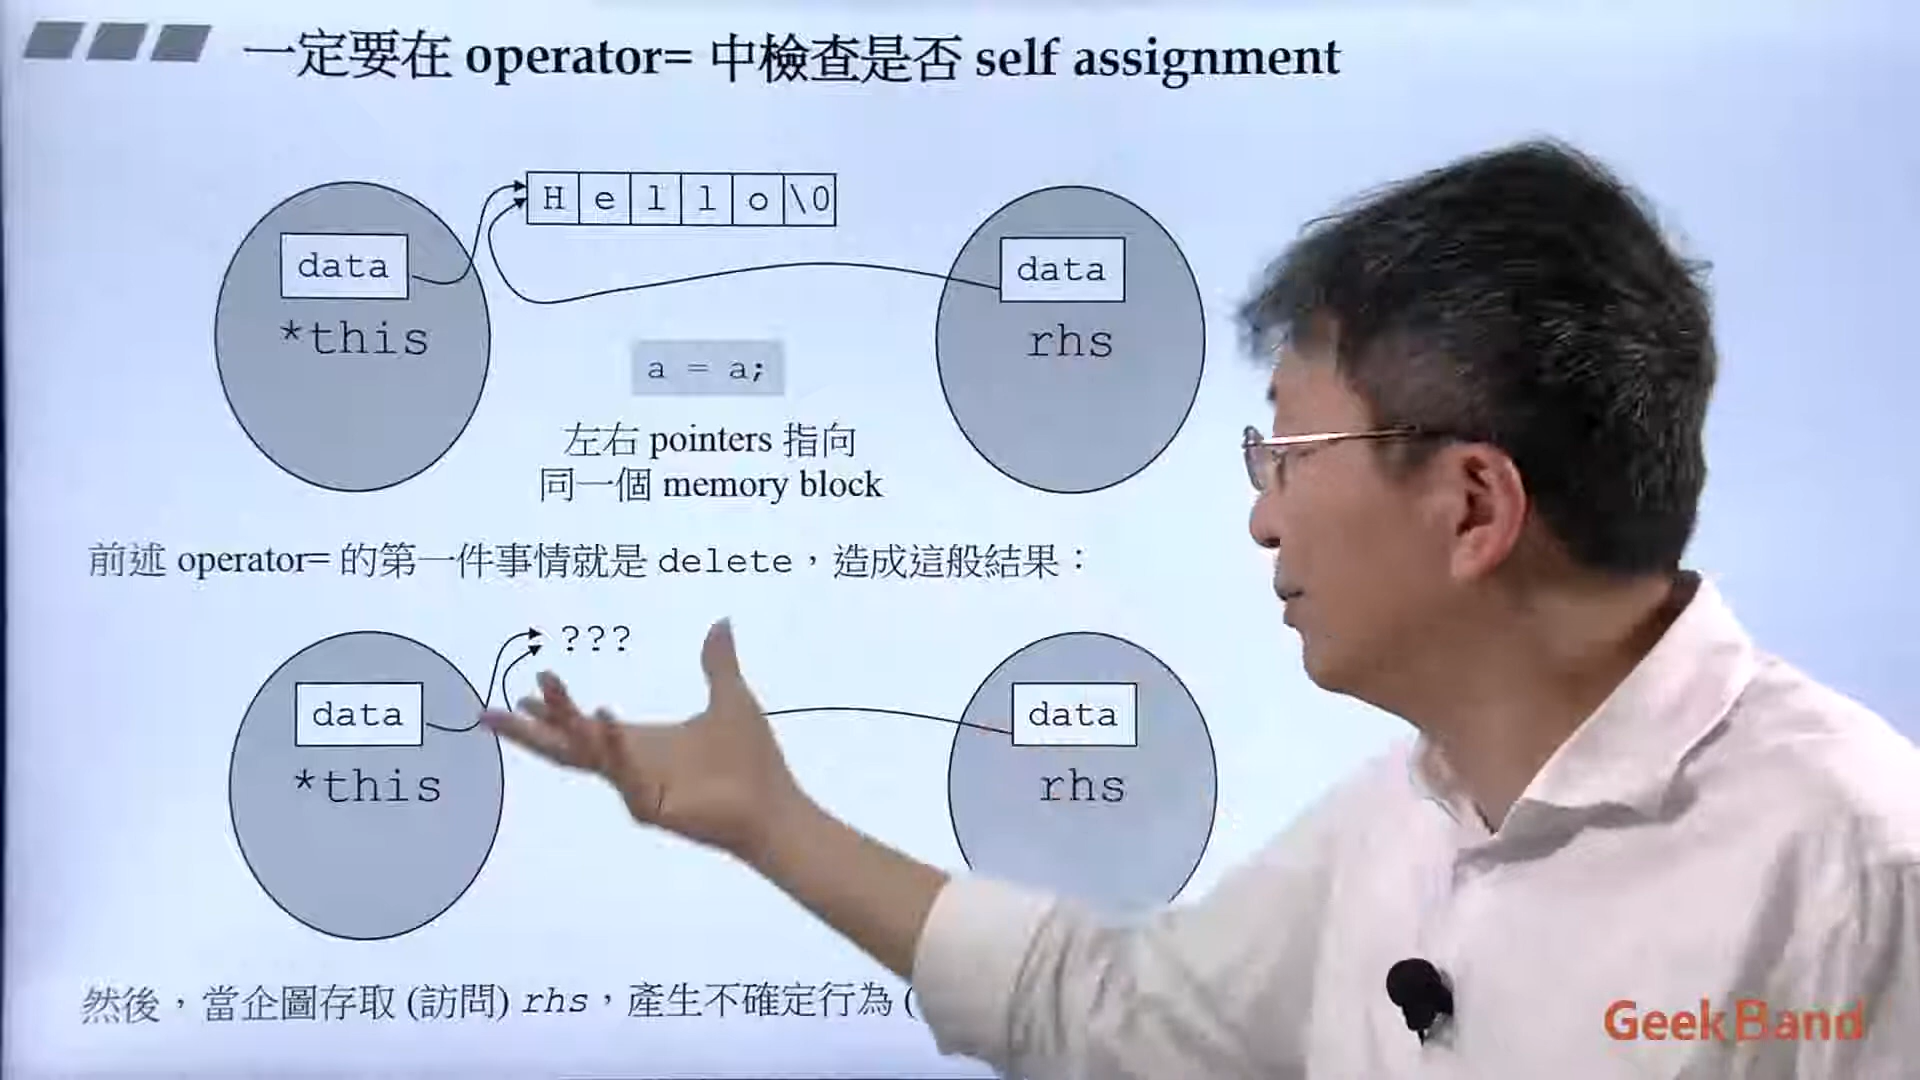 一定要在 operator= 中檢查是否 self assignment
H e l l o \0
data
data
*this
rhs
a = a;
左右 pointers 指向
同一個 memory block
前述 operator= 的第一件事情就是 delete，造成這般結果：
???
data
data
*this
rhs
然後，當企圖存取 (訪問) rhs，產生不確定行為 (
GeekBand